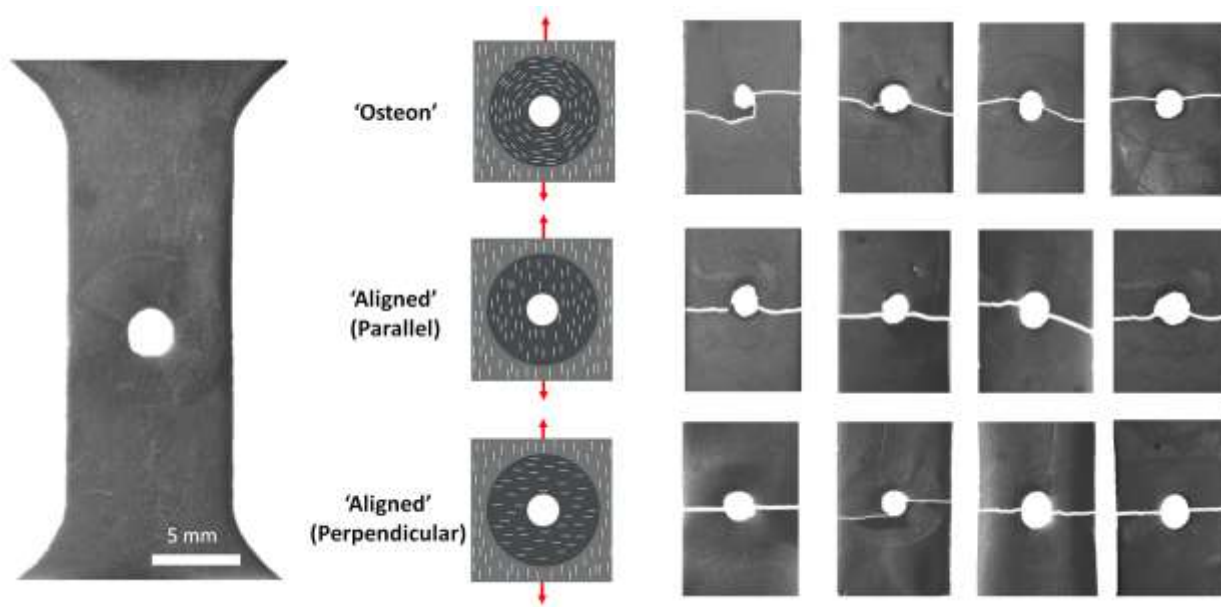 ‘Osteon’
‘Aligned’
(Parallel)
‘Aligned’
(Perpendicular)
5 mm